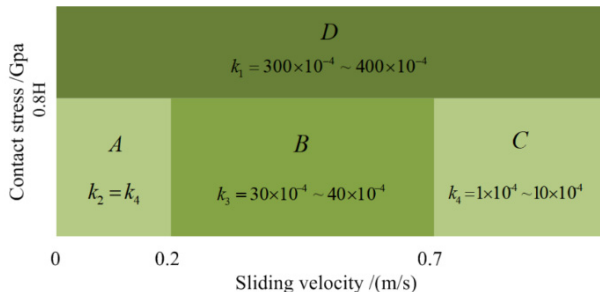 Contact stress /Gpa
0.8H
D
k₁ = 300×10⁻⁴ ~ 400×10⁻⁴
A
B
C
k₂ = k₄
k₃ = 30×10⁻⁴ ~ 40×10⁻⁴
k₄ = 1×10⁻⁴ ~ 10×10⁻⁴
0
0.2
0.7
Sliding velocity /(m/s)